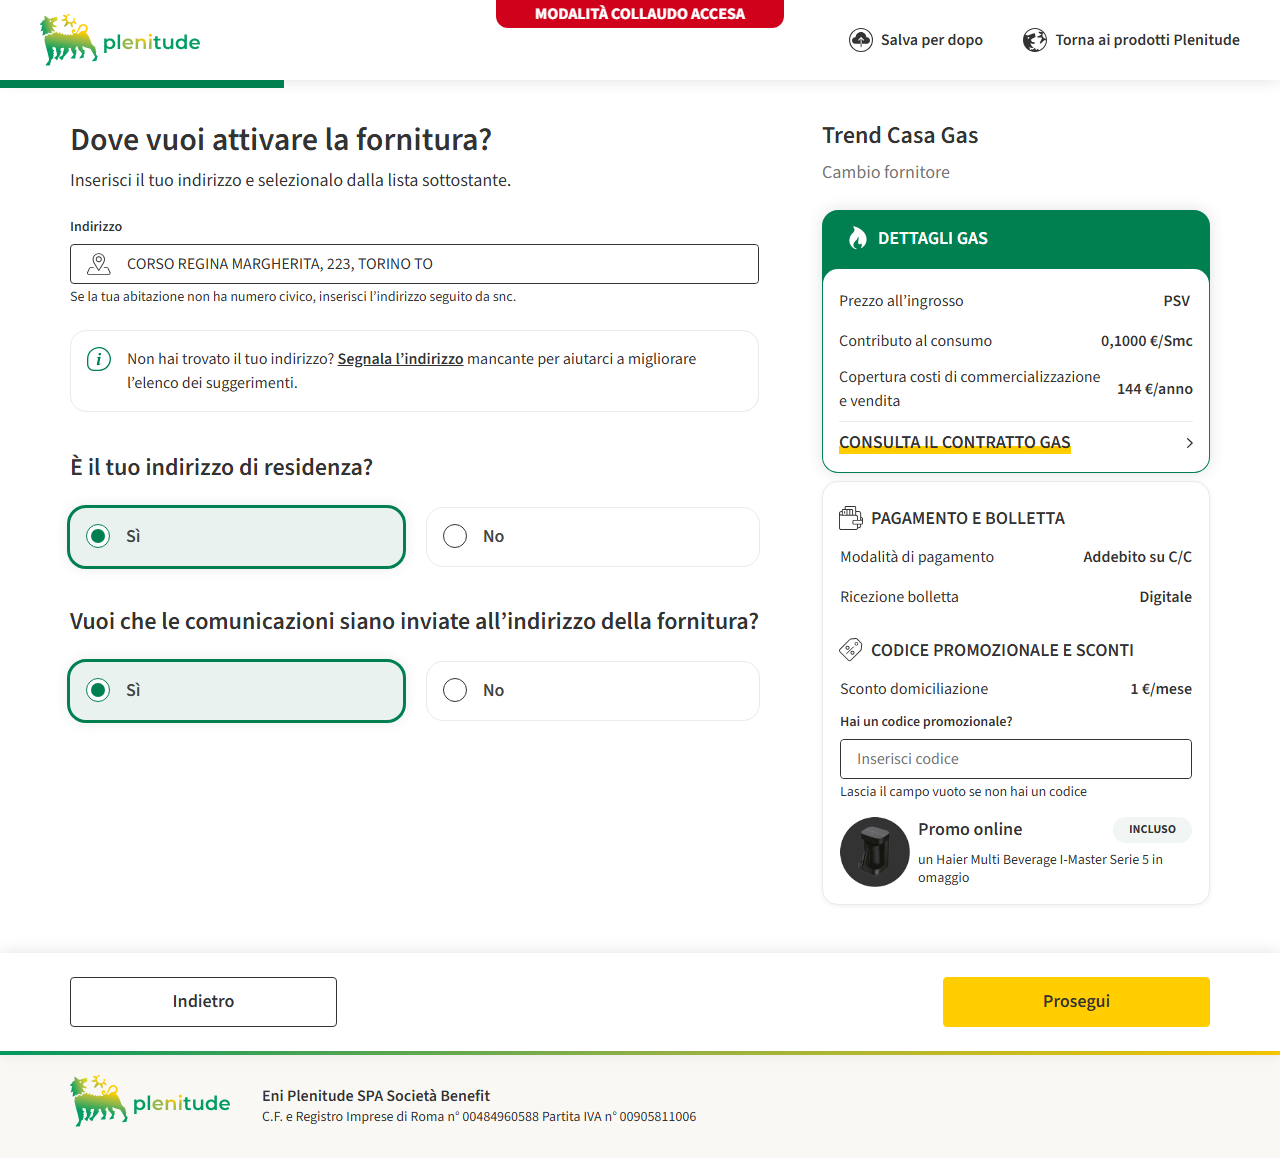 MODALITÀ COLLAUDO ACCESA
plenitude
Salva per dopo
Torna ai prodotti Plenitude
Dove vuoi attivare la fornitura?
Inserisci il tuo indirizzo e selezionalo dalla lista sottostante.
Indirizzo
CORSO REGINA MARGHERITA, 223, TORINO TO
Se la tua abitazione non ha numero civico, inserisci l’indirizzo seguito da snc.
Non hai trovato il tuo indirizzo? Segnala l’indirizzo mancante per aiutarci a migliorare
l’elenco dei suggerimenti.
È il tuo indirizzo di residenza?
Sì
No
Vuoi che le comunicazioni siano inviate all’indirizzo della fornitura?
Sì
No
Trend Casa Gas
Cambio fornitore
DETTAGLI GAS
Prezzo all’ingrosso PSV
Contributo al consumo 0,1000 €/Smc
Copertura costi di commercializzazione
e vendita 144 €/anno
CONSULTA IL CONTRATTO GAS
PAGAMENTO E BOLLETTA
Modalità di pagamento Addebito su C/C
Ricezione bolletta Digitale
CODICE PROMOZIONALE E SCONTI
Sconto domiciliazione 1 €/mese
Hai un codice promozionale?
Inserisci codice
Lascia il campo vuoto se non hai un codice
Promo online INCLUSO
un Haier Multi Beverage I-Master Serie 5 in
omaggio
Indietro
Prosegui
plenitude
Eni Plenitude SPA Società Benefit
C.F. e Registro Imprese di Roma n° 00484960588 Partita IVA n° 00905811006